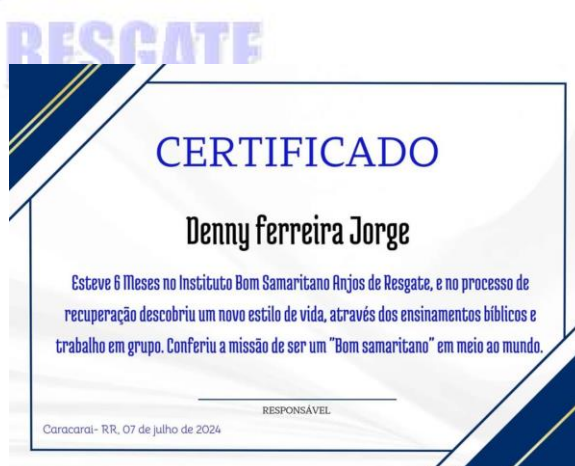 RESGATE
CERTIFICADO
Denny ferreira Jorge
Esteve 6 Meses no Instituto Bom Samaritano Anjos de Resgate, e no processo de
recuperação descobriu um novo estilo de vida, através dos ensinamentos bíblicos e
trabalho em grupo. Conferiu a missão de ser um "Bom samaritano" em meio ao mundo.
RESPONSÁVEL
Caracarai- RR, 07 de julho de 2024